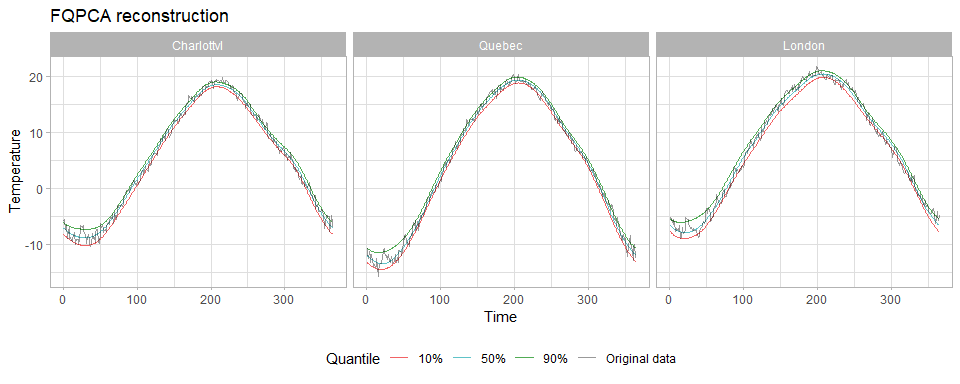 FQPCA reconstruction
Charlottvl Quebec London
20
10
0
-10
Termperature
0 100 200 300 0 100 200 300 0 100 200 300
Time
Quantile 10% 50% 90% Original data